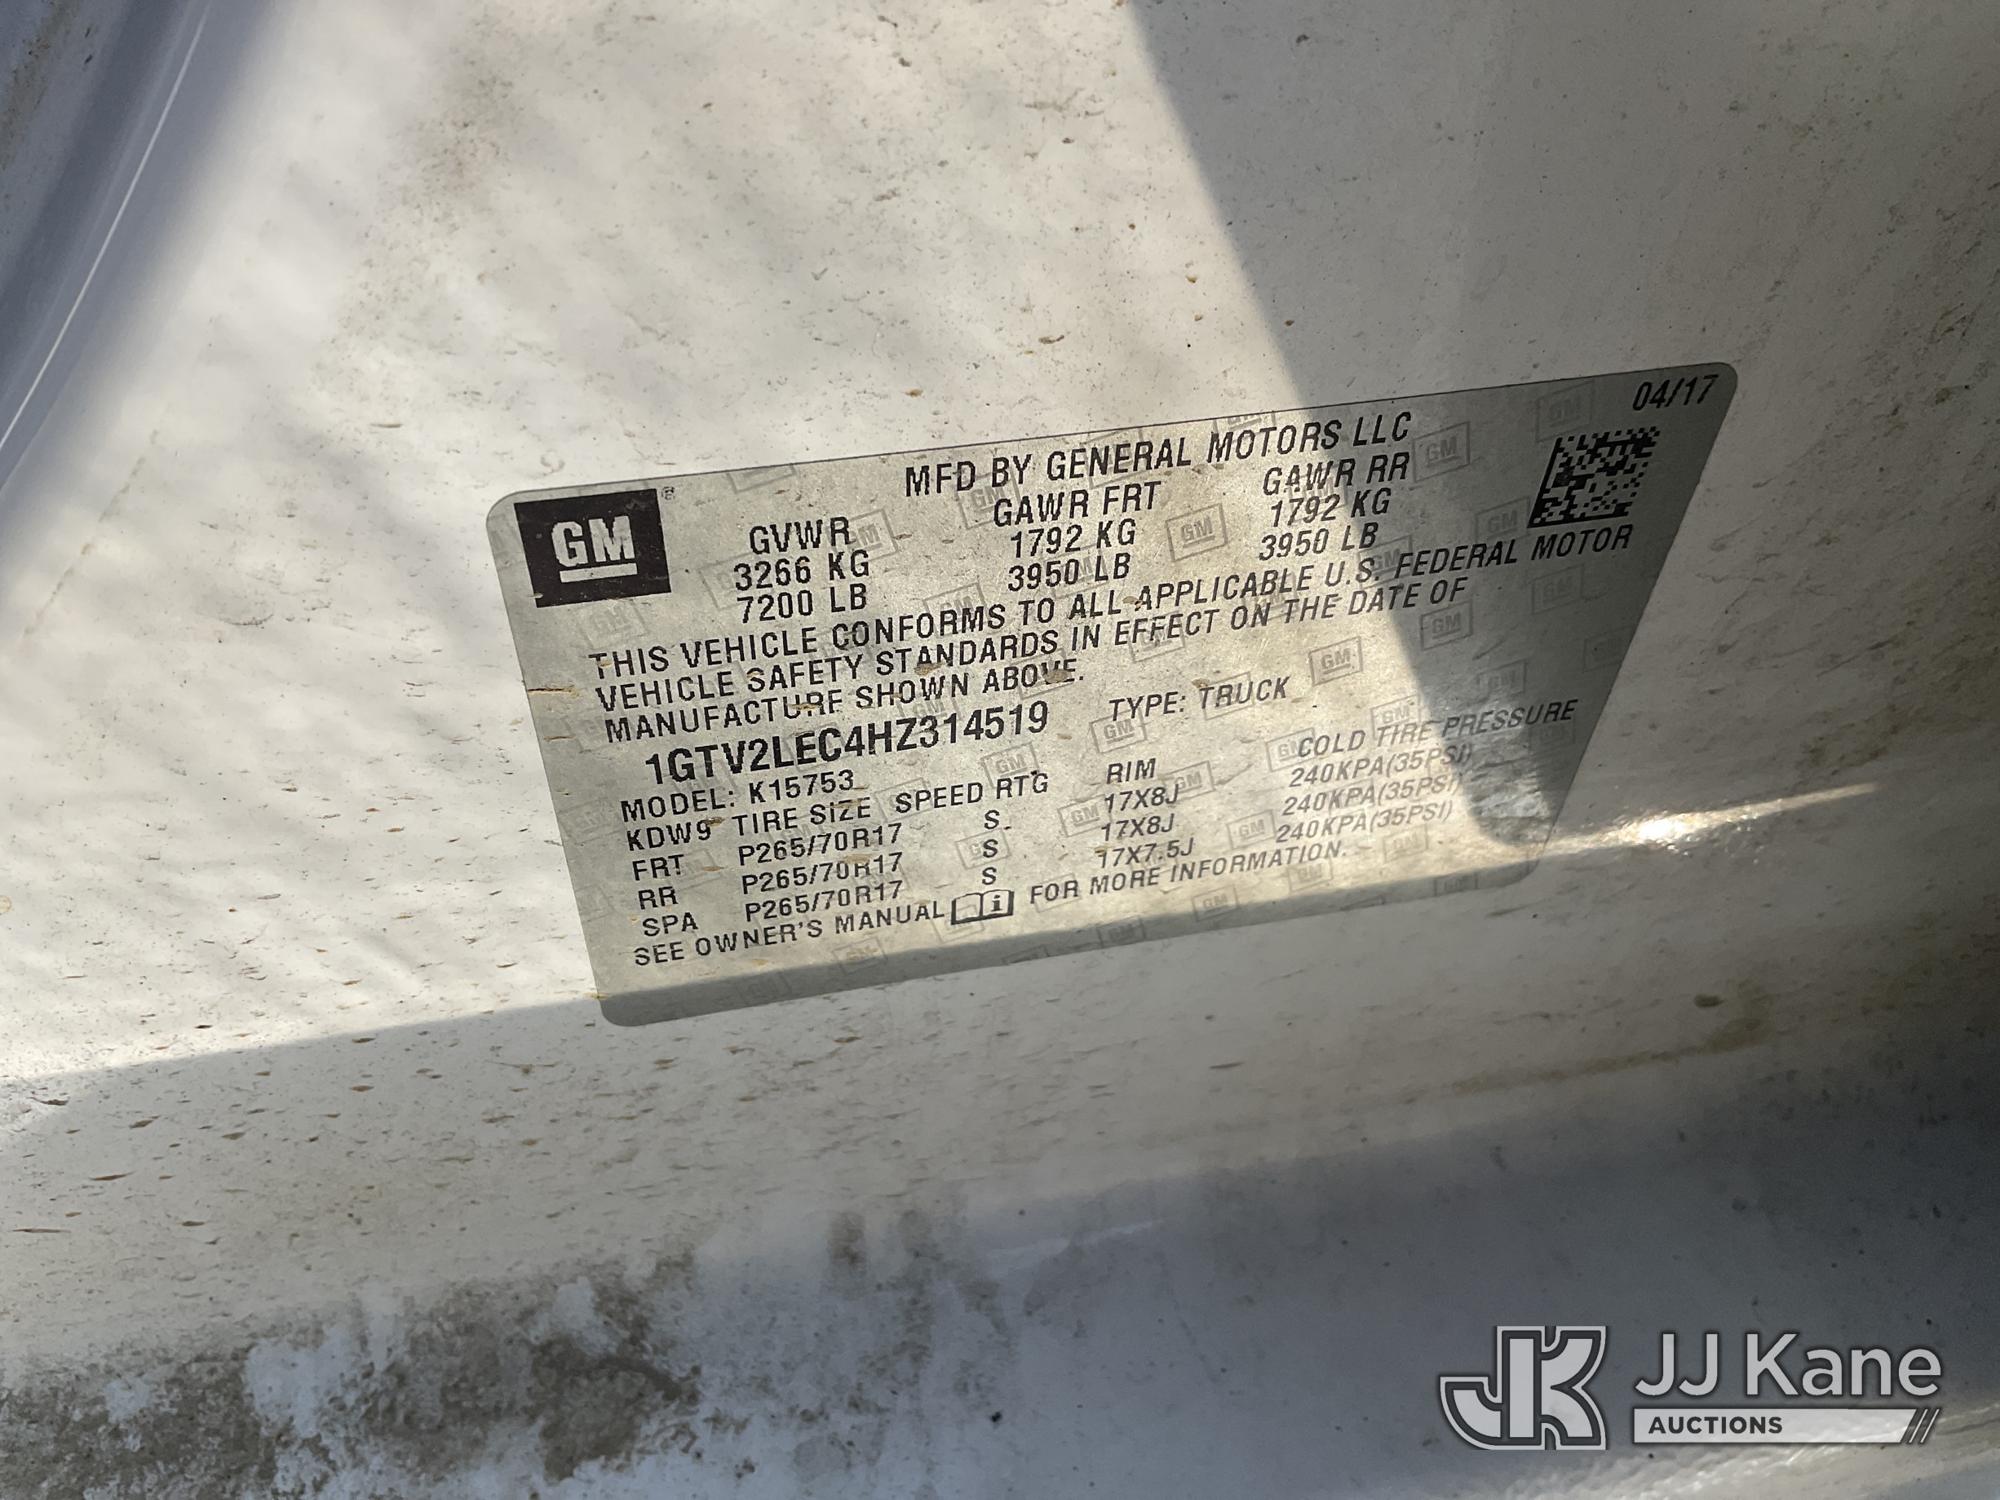 04/17
MFD BY GENERAL MOTORS LLC
GM ®
GVWR GAWR FRT GAWR RR
3266 KG 1792 KG 1792 KG
7200 LB 3950 LB 3950 LB
THIS VEHICLE CONFORMS TO ALL APPLICABLE U.S. FEDERAL MOTOR
VEHICLE SAFETY STANDARDS IN EFFECT ON THE DATE OF
MANUFACTURE SHOWN ABOVE.
1GTV2LEC4HZ314519 TYPE: TRUCK
MODEL: K15753
KDW9 TIRE SIZE SPEED RTG RIM COLD TIRE PRESSURE
FRT P265/70R17 S 17X8J 240KPA(35PSI)
RR P265/70R17 S 17X8J 240KPA(35PSI)
SPA P265/70R17 S 17X7.5J 240KPA(35PSI)
SEE OWNER'S MANUAL FOR MORE INFORMATION.
JK JJ Kane
AUCTIONS